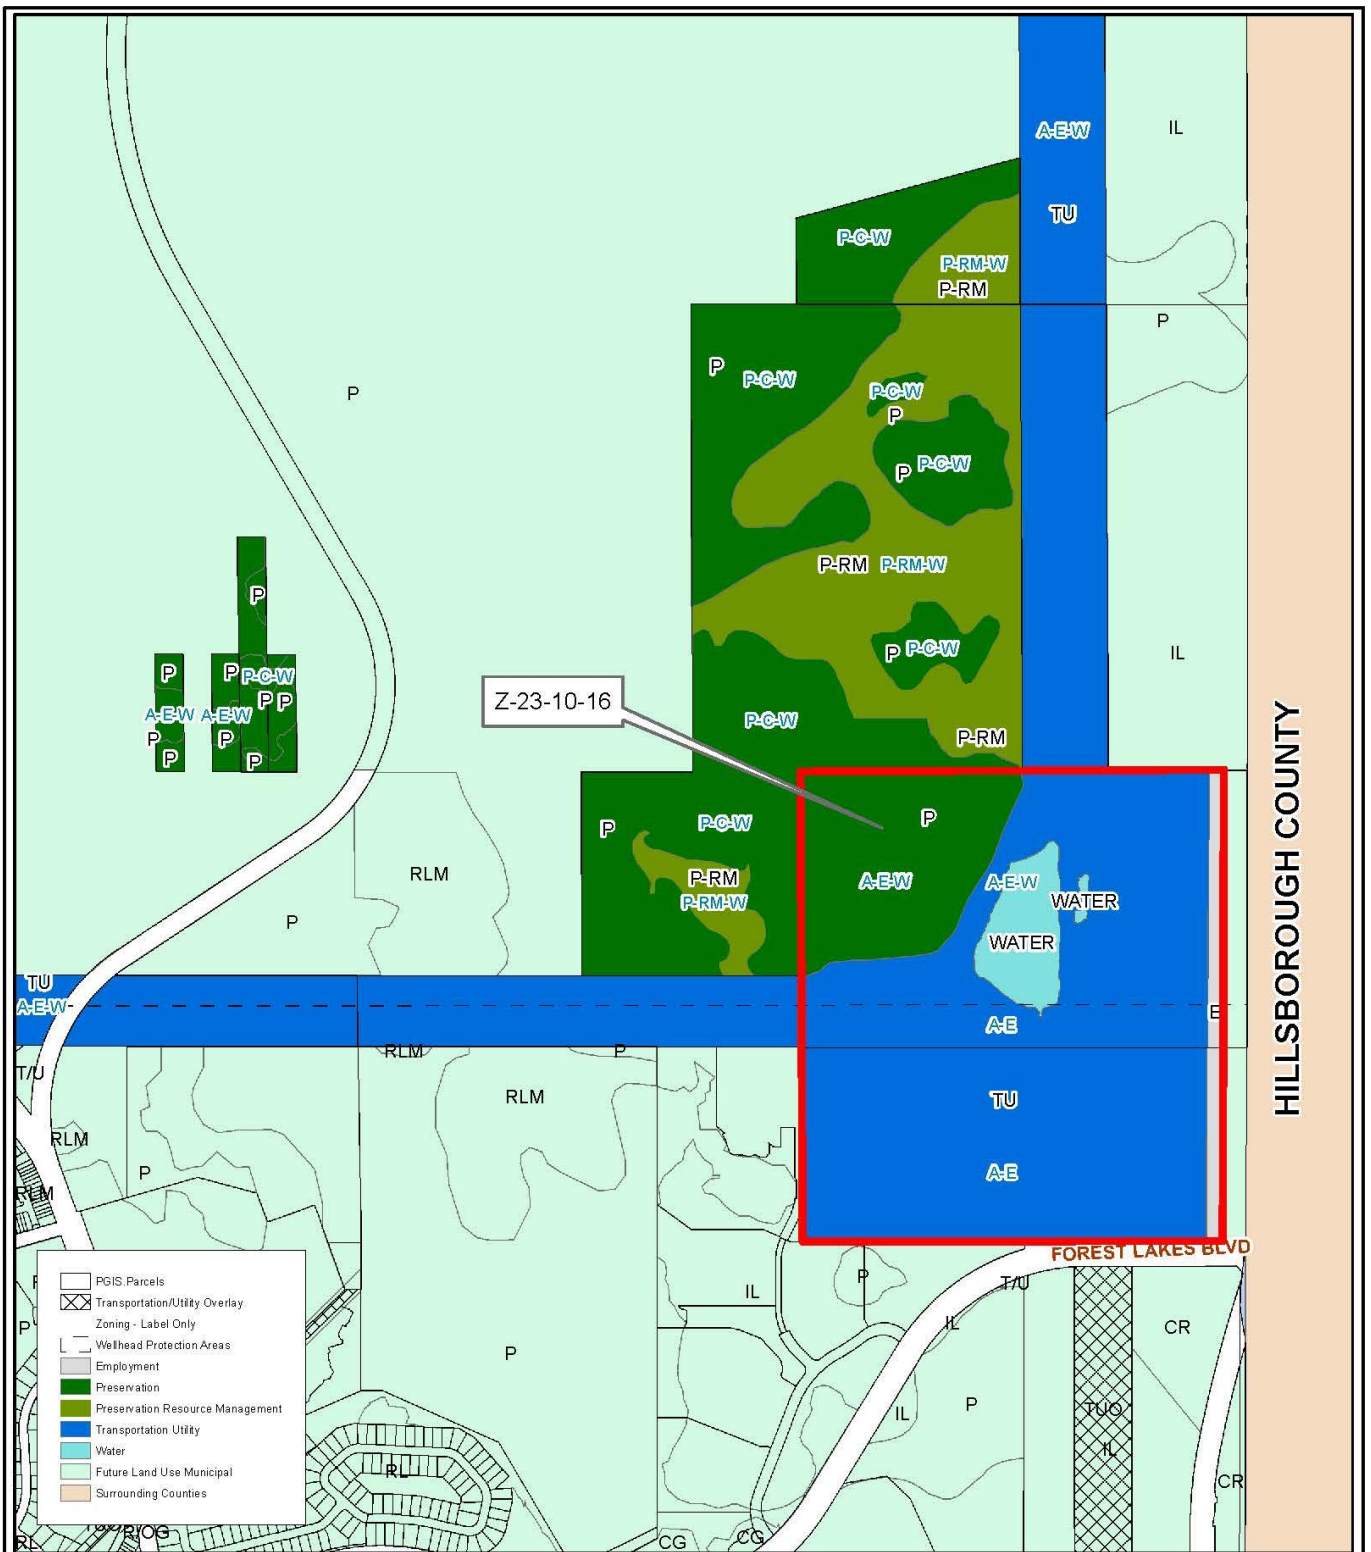 A-E-W
IL
TU
P-C-W
P-RM-W
P-RM
P
P
P-C-W
P
P-C-W
P
P P-C-W
P-RM P-RM-W
P
P P-C-W
IL
P
P
P-C-W
P P
A-E-W A-E-W
P
P
P
P
Z-23-10-16
P-C-W
P-RM
HILLSBOROUGH COUNTY
P
P-C-W
P
RLM
P-RM
P-RM-W
A-E-W
A-E-W
WATER
WATER
P
TU
A-E-W
E
A-E
RLM
P
T/U
RLM
TU
RLM
P
A-E
RLM
FOREST LAKES BLVD
P
T/U
IL
IL
CR
P
P
IL
P
TUO
IL
CR
RL
CG
CG
RL
R/OG
PGIS.Parcels
Transportation/Utility Overlay
Zoning - Label Only
Wellhead Protection Areas
Employment
Preservation
Preservation Resource Management
Transportation Utility
Water
Future Land Use Municipal
Surrounding Counties